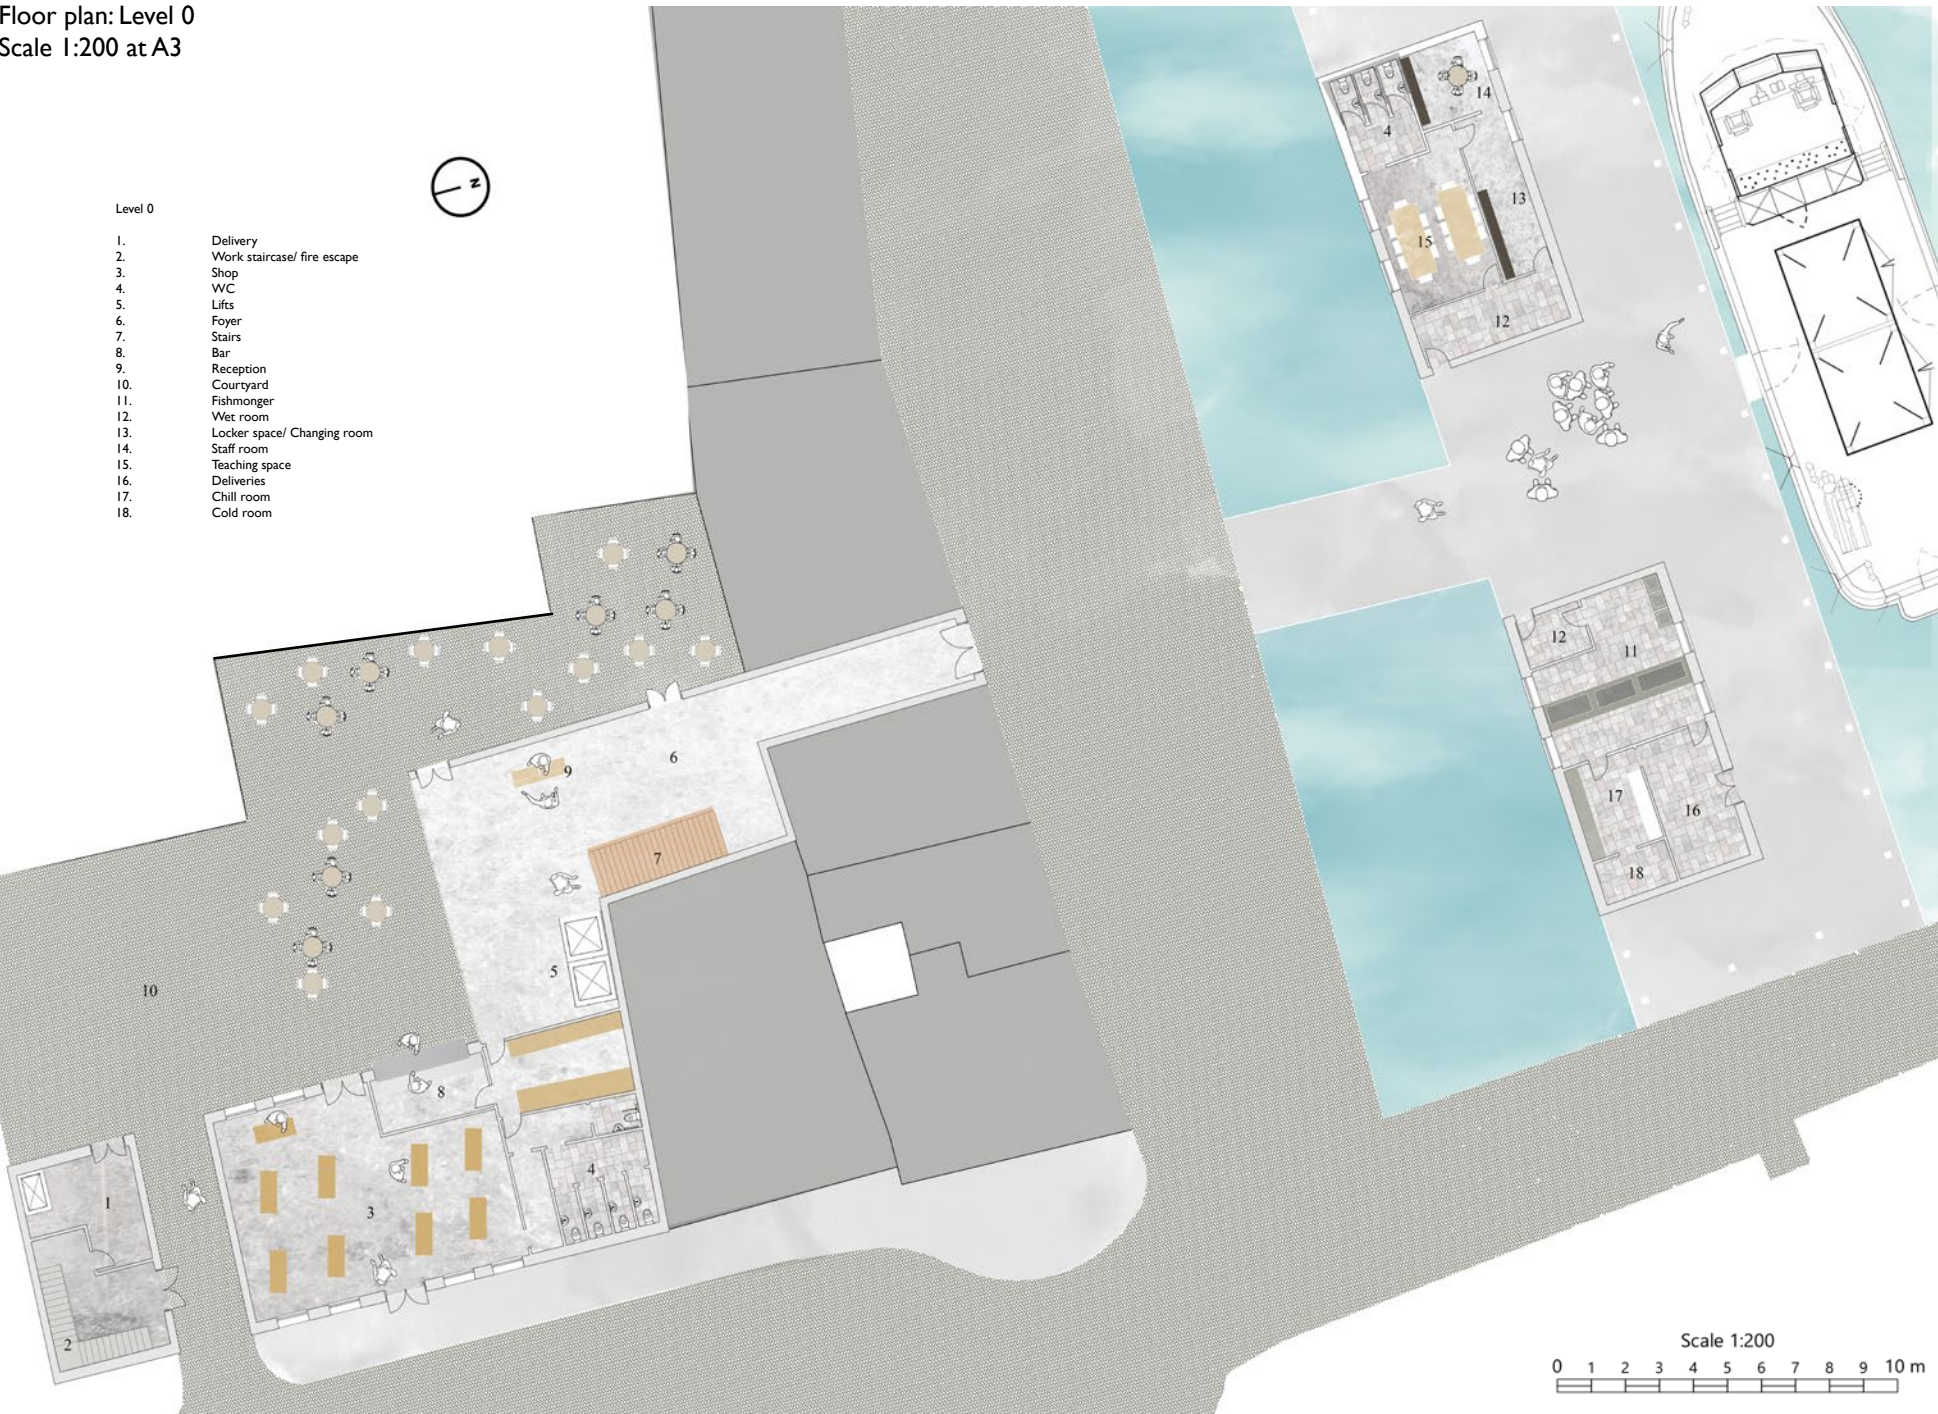 Floor plan: Level 0
Scale 1:200 at A3
N
Level 0
1. Delivery
2. Work staircase/ fire escape
3. Shop
4. WC
5. Lifts
6. Foyer
7. Stairs
8. Bar
9. Reception
10. Courtyard
11. Fishmonger
12. Wet room
13. Locker space/ Changing room
14. Staff room
15. Teaching space
16. Deliveries
17. Chill room
18. Cold room
14
4
13
15
12
12
11
6
9
7
17
16
18
5
10
8
4
1
3
2
Scale 1:200
0 1 2 3 4 5 6 7 8 9 10 m